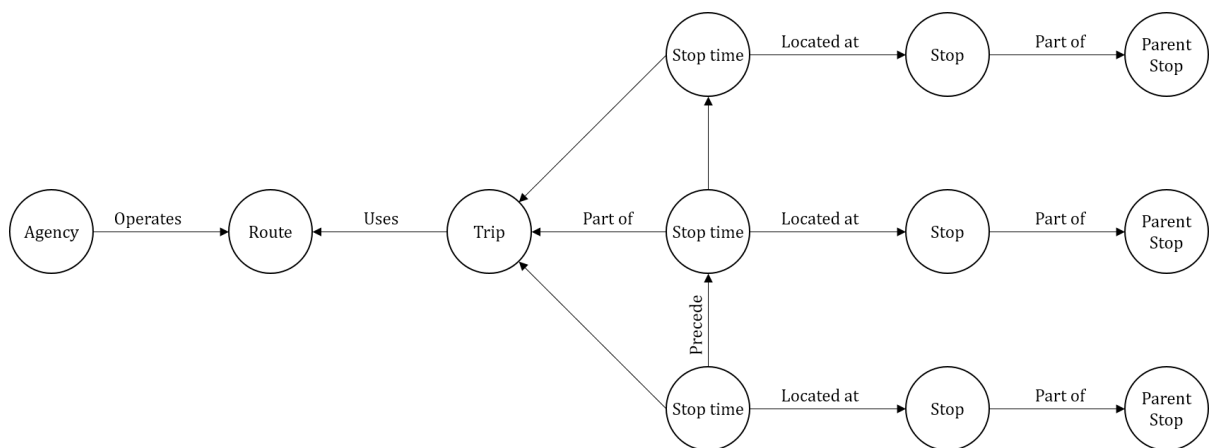 Stop time
Located at
Stop
Part of
Parent
Stop
Agency
Operates
Route
Uses
Trip
Part of
Stop time
Located at
Stop
Part of
Parent
Stop
Precede
Stop time
Located at
Stop
Part of
Parent
Stop